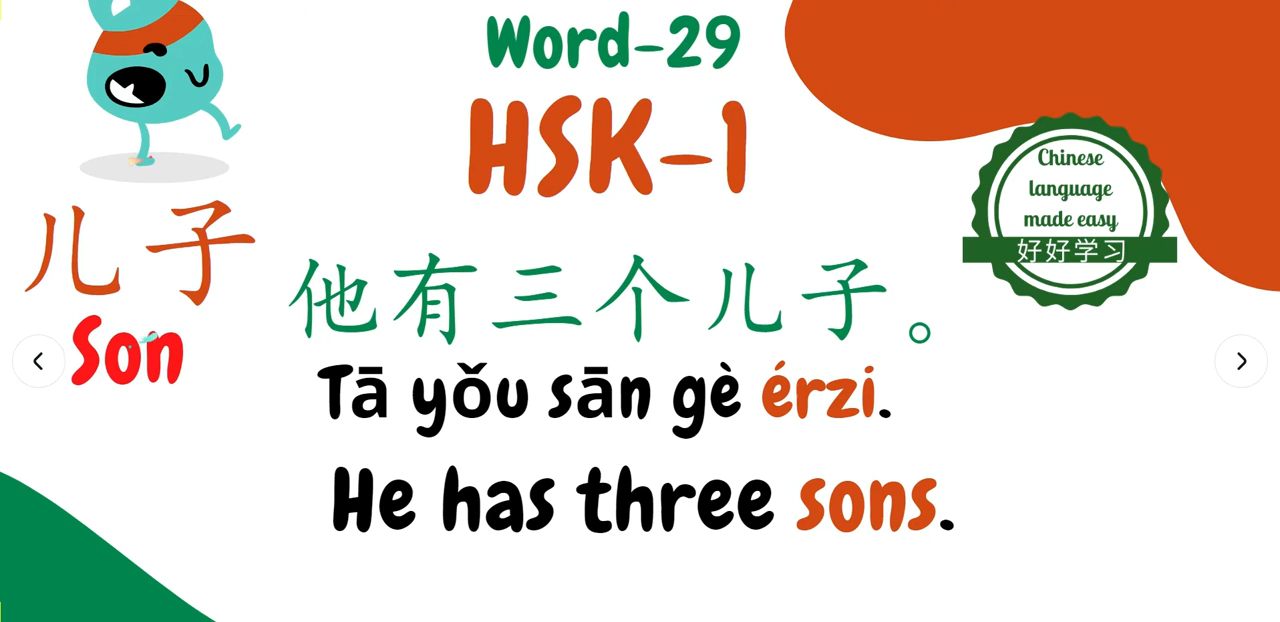 Word-29
HSK-1
Chinese
language
made easy
好好学习
儿子
Son
他有三个儿子。
Tā yǒu sān gè érzi.
He has three sons.